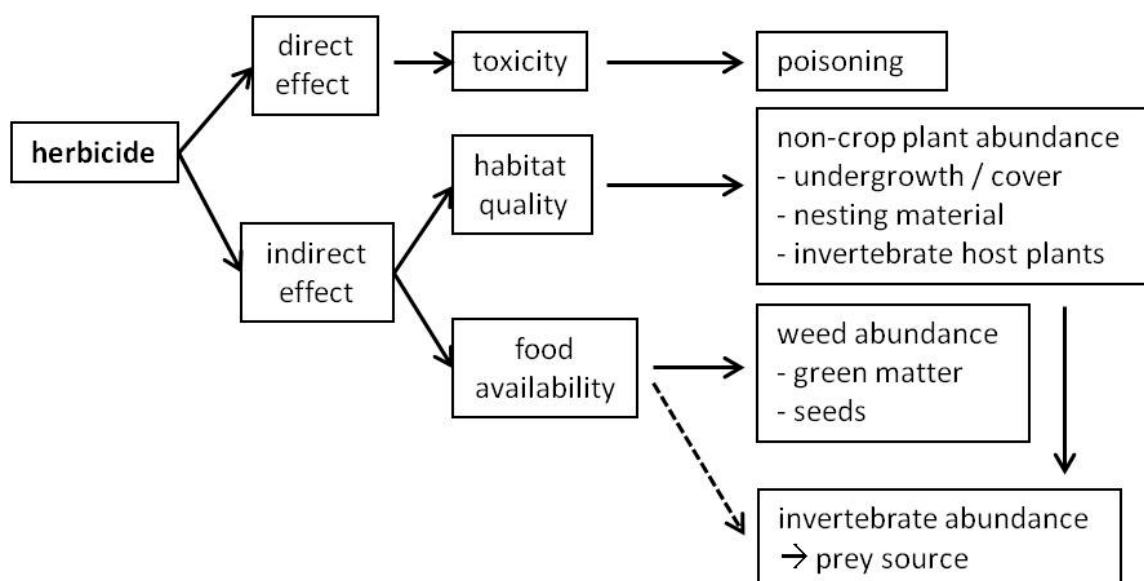 herbicide
direct
effect
toxicity
poisoning
indirect
effect
habitat
quality
non-crop plant abundance
- undergrowth / cover
- nesting material
- invertebrate host plants
food
availability
weed abundance
- green matter
- seeds
invertebrate abundance
→ prey source